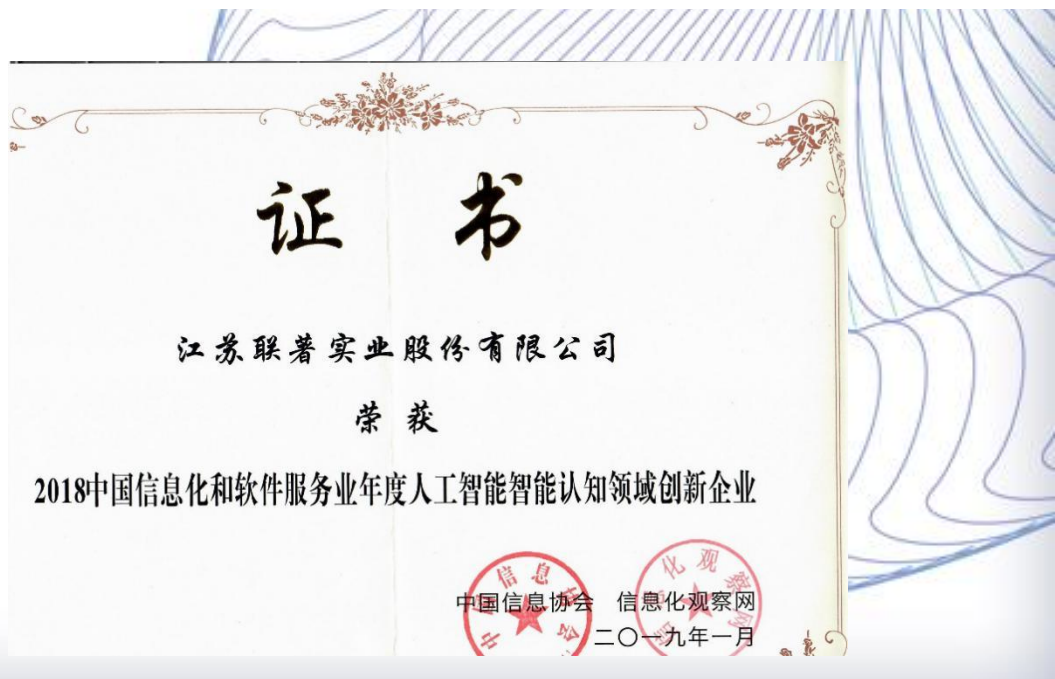 证 书
江苏联著实业股份有限公司
荣 获
2018中国信息化和软件服务业年度人工智能智能认知领域创新企业
中国信息协会 信息化观察网
二〇一九年一月